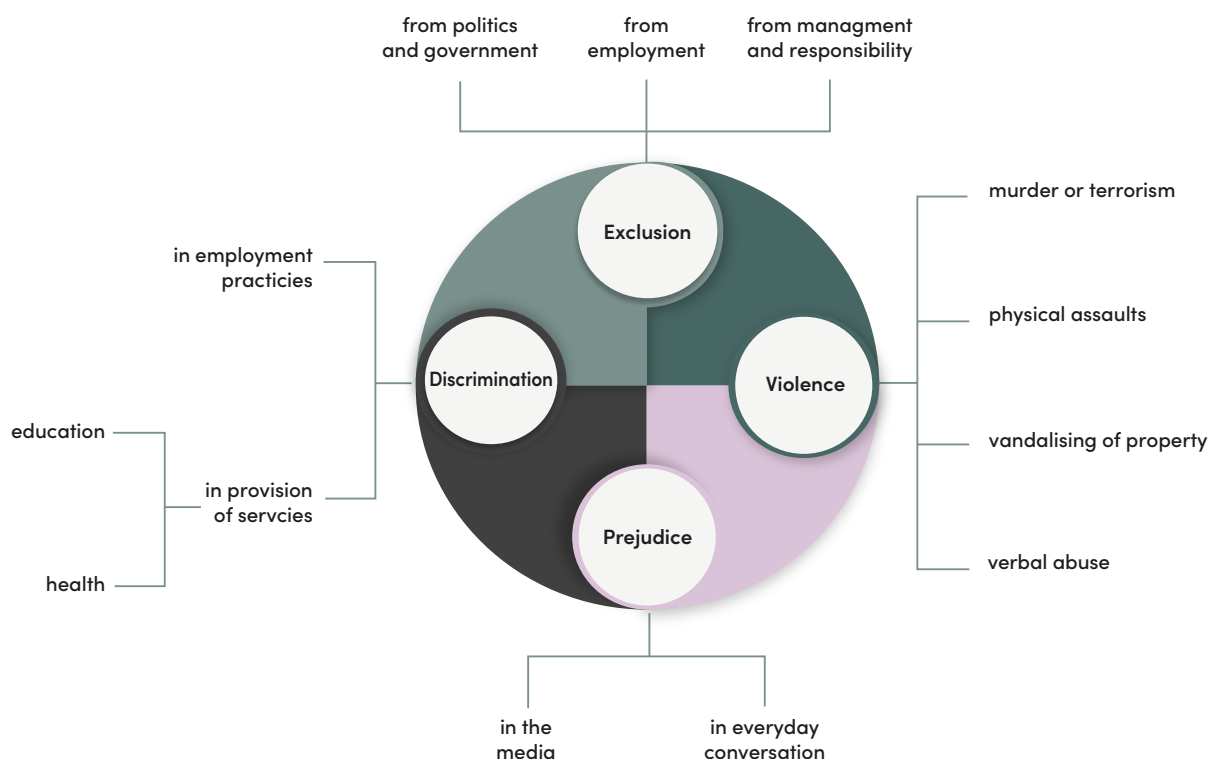 from politics
and government
from
employment
from managment
and responsibility
Exclusion
murder or terrorism
physical assaults
vandalising of property
verbal abuse
Violence
in employment
practicies
Discrimination
education
in provision
of servcies
health
Prejudice
in the
media
in everyday
conversation